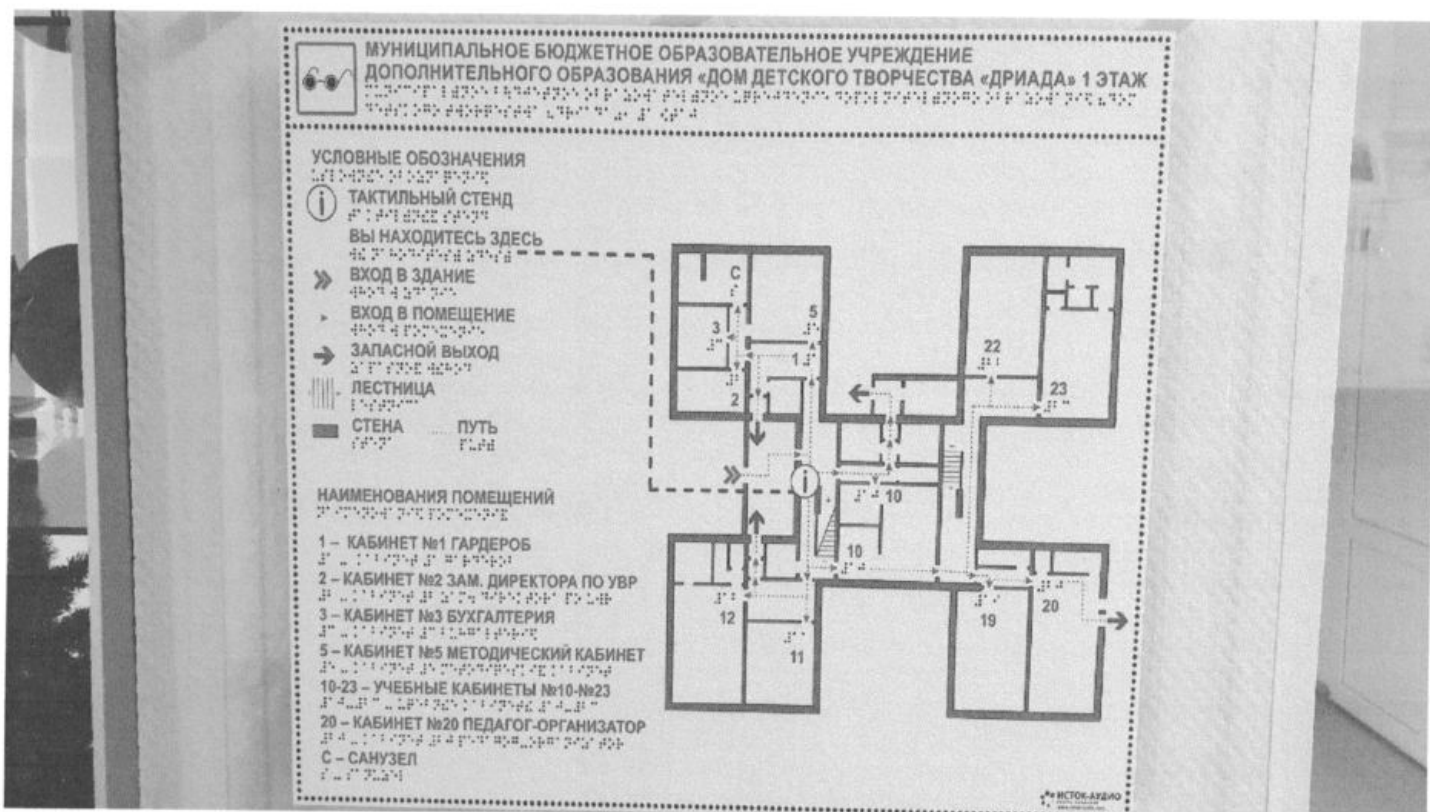 МУНИЦИПАЛЬНОЕ БЮДЖЕТНОЕ ОБРАЗОВАТЕЛЬНОЕ УЧРЕЖДЕНИЕ
ДОПОЛНИТЕЛЬНОГО ОБРАЗОВАНИЯ «ДОМ ДЕТСКОГО ТВОРЧЕСТВА «ДРИАДА» 1 ЭТАЖ
УСЛОВНЫЕ ОБОЗНАЧЕНИЯ
i ТАКТИЛЬНЫЙ СТЕНД
ВЫ НАХОДИТЕСЬ ЗДЕСЬ
ВХОД В ЗДАНИЕ
ВХОД В ПОМЕЩЕНИЕ
ЗАПАСНОЙ ВЫХОД
ЛЕСТНИЦА
СТЕНА ПУТЬ
НАИМЕНОВАНИЯ ПОМЕЩЕНИЙ
1 – КАБИНЕТ №1 ГАРДЕРОБ
2 – КАБИНЕТ №2 ЗАМ. ДИРЕКТОРА ПО УВР
3 – КАБИНЕТ №3 БУХГАЛТЕРИЯ
5 – КАБИНЕТ №5 МЕТОДИЧЕСКИЙ КАБИНЕТ
10-23 – УЧЕБНЫЕ КАБИНЕТЫ №10-№23
20 – КАБИНЕТ №20 ПЕДАГОГ-ОРГАНИЗАТОР
С – САНУЗЕЛ
С
5
3
1
2
22
23
i
10
10
12
11
19
20
ИСТОК-АУДИО